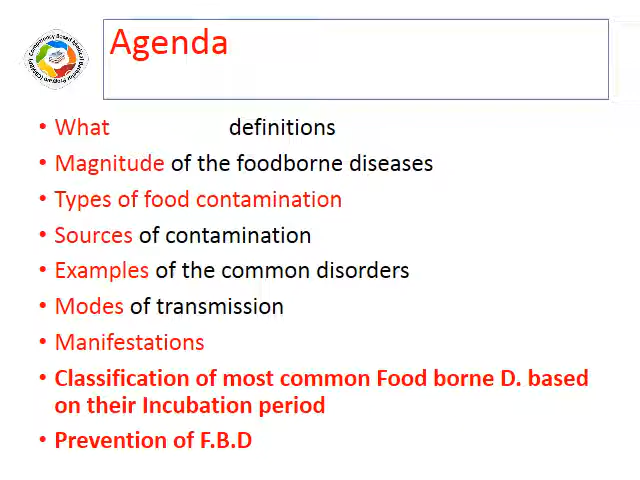 Agenda
• What definitions
• Magnitude of the foodborne diseases
• Types of food contamination
• Sources of contamination
• Examples of the common disorders
• Modes of transmission
• Manifestations
• Classification of most common Food borne D. based
on their Incubation period
• Prevention of F.B.D